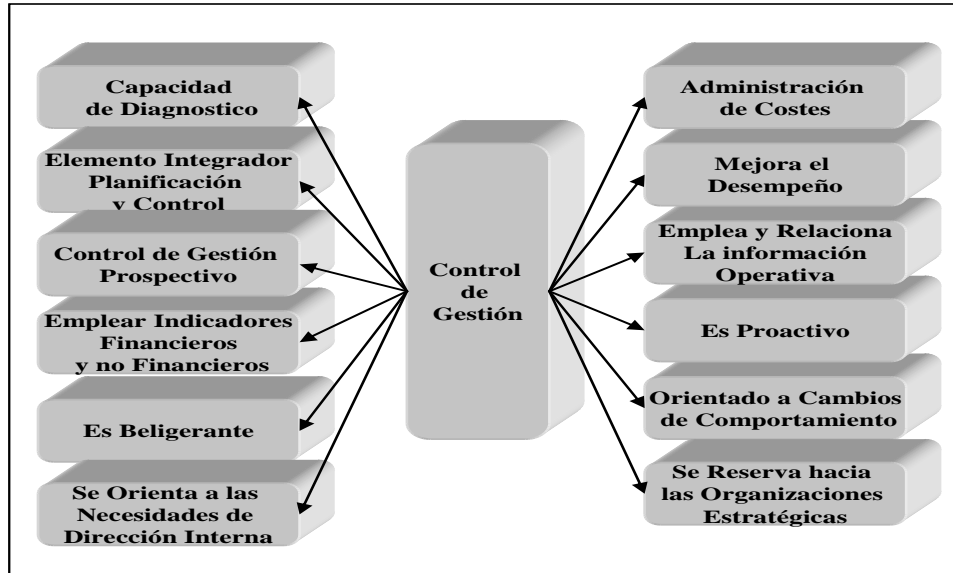 Capacidad
de Diagnostico
Elemento Integrador
Planificación
y Control
Control de Gestión
Prospectivo
Emplear Indicadores
Financieros
y no Financieros
Es Beligerante
Se Orienta a las
Necesidades de
Dirección Interna
Control
de
Gestión
Administración
de Costes
Mejora el
Desempeño
Emplea y Relaciona
La información
Operativa
Es Proactivo
Orientado a Cambios
de Comportamiento
Se Reserva hacia
las Organizaciones
Estratégicas